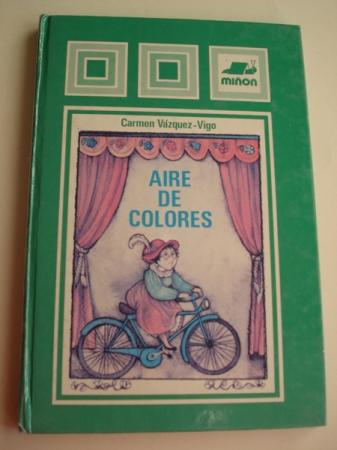 miñon
Carmen Vázquez-Vigo
AIRE
DE
COLORES